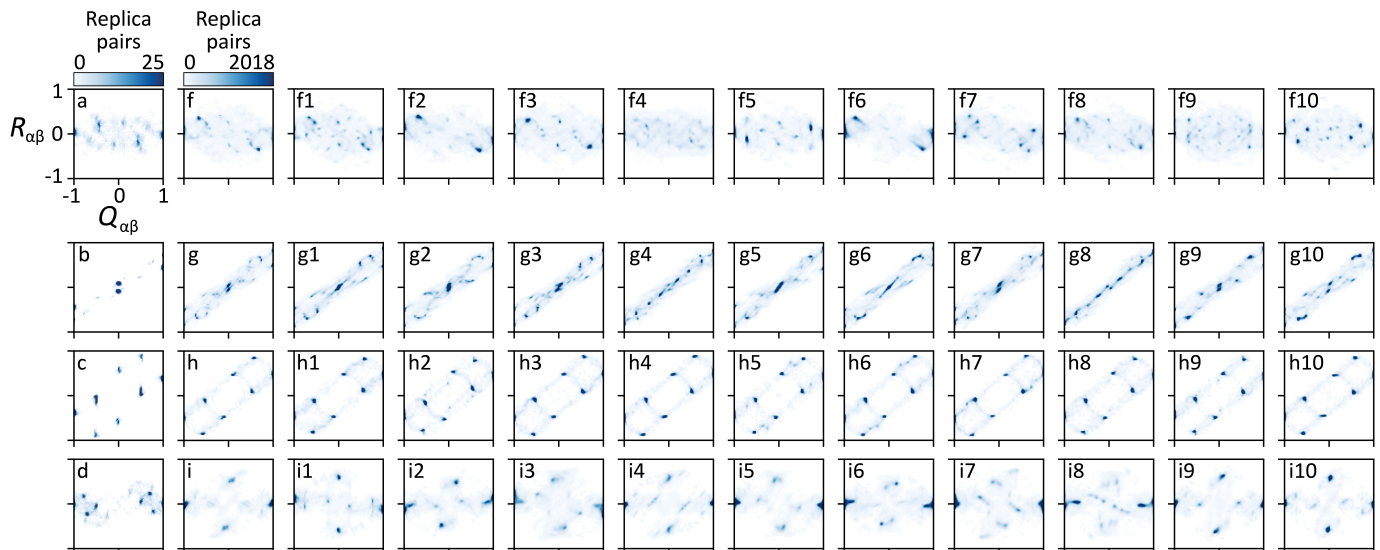 Replica Replica
pairs pairs
0 25 0 2018
1 a f f1 f2 f3 f4 f5 f6 f7 f8 f9 f10
Rαβ 0
-1
-1 0 1
Qαβ
b g g1 g2 g3 g4 g5 g6 g7 g8 g9 g10
c h h1 h2 h3 h4 h5 h6 h7 h8 h9 h10
d i i1 i2 i3 i4 i5 i6 i7 i8 i9 i10